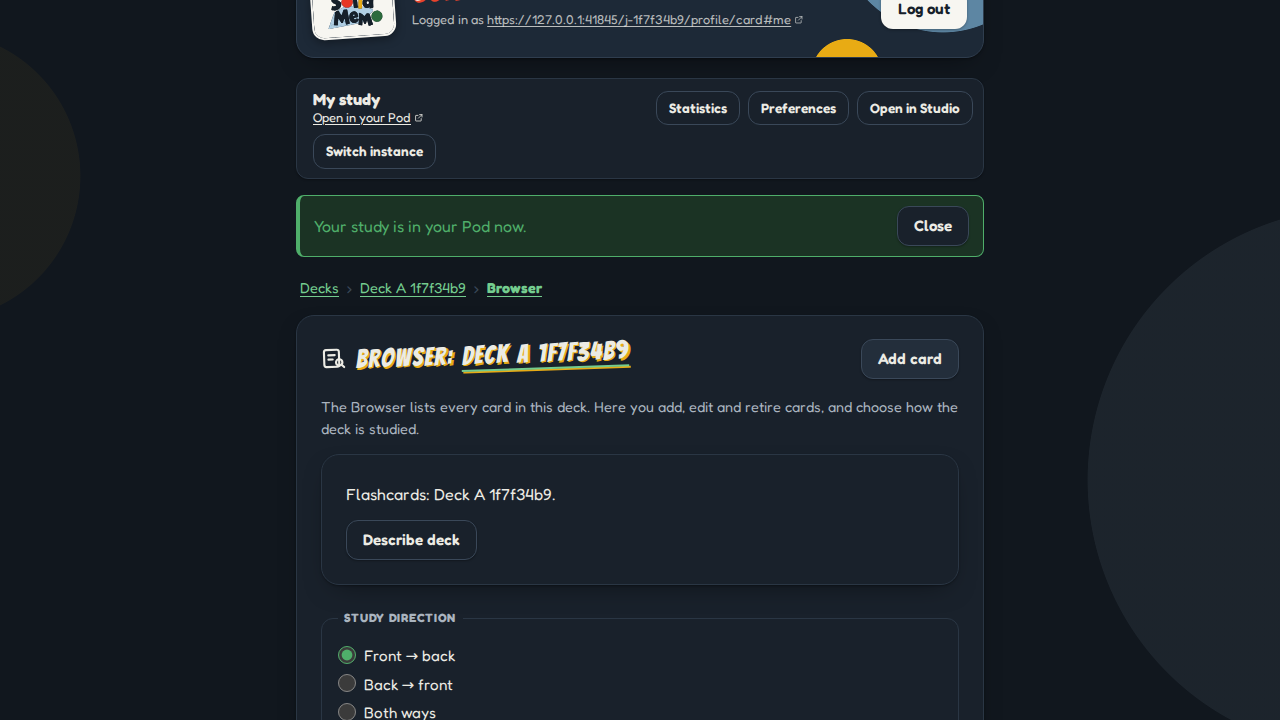 Solid
Memo
Logged in as https://127.0.0.1:41845/j-1f7f34b9/profile/card#me
Log out
My study
Open in your Pod
Statistics
Preferences
Open in Studio
Switch instance
Your study is in your Pod now.
Close
Decks › Deck A 1f7f34b9 › Browser
BROWSER: DECK A 1F7F34B9
Add card
The Browser lists every card in this deck. Here you add, edit and retire cards, and choose how the
deck is studied.
Flashcards: Deck A 1f7f34b9.
Describe deck
STUDY DIRECTION
Front → back
Back → front
Both ways